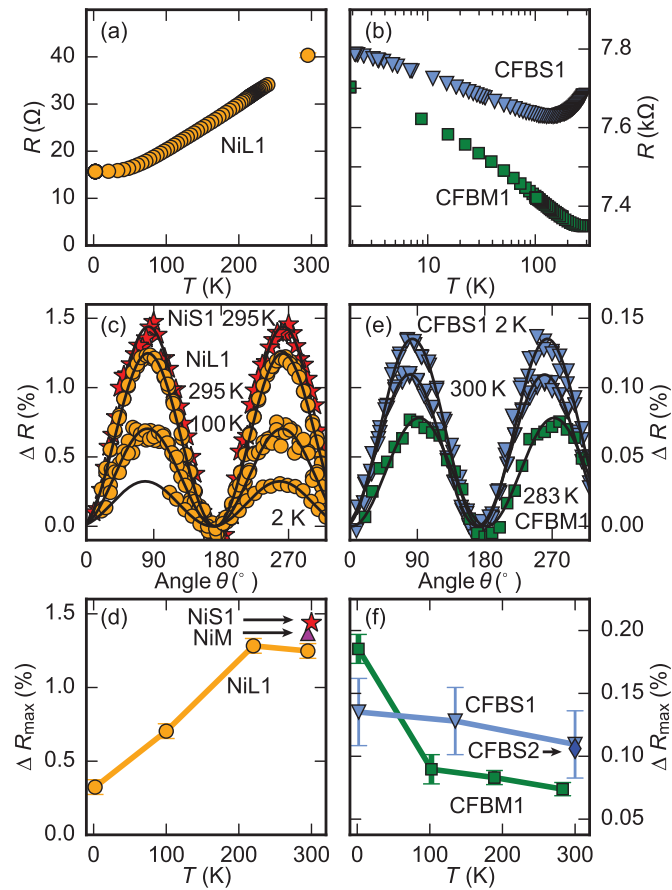 (a)
R (Ω)
40
30
20
10
0
NiL1
0 100 200 300
T (K)
(b)
CFBS1
CFBM1
7.8
7.6
7.4
R (kΩ)
10 100
T (K)
(c)
NiS1 295 K
NiL1
295 K
100 K
2 K
Δ R (%)
1.5
1.0
0.5
0.0
0 90 180 270
Angle θ (°)
(e)
CFBS1 2 K
300 K
283 K
CFBM1
0.15
0.10
0.05
0.00
Δ R (%)
0 90 180 270
Angle θ (°)
(d)
NiS1
NiM
NiL1
Δ Rmax (%)
1.5
1.0
0.5
0.0
0 100 200 300
T (K)
(f)
CFBS1
CFBS2
CFBM1
0.20
0.15
0.10
0.05
Δ Rmax (%)
0 100 200 300
T (K)